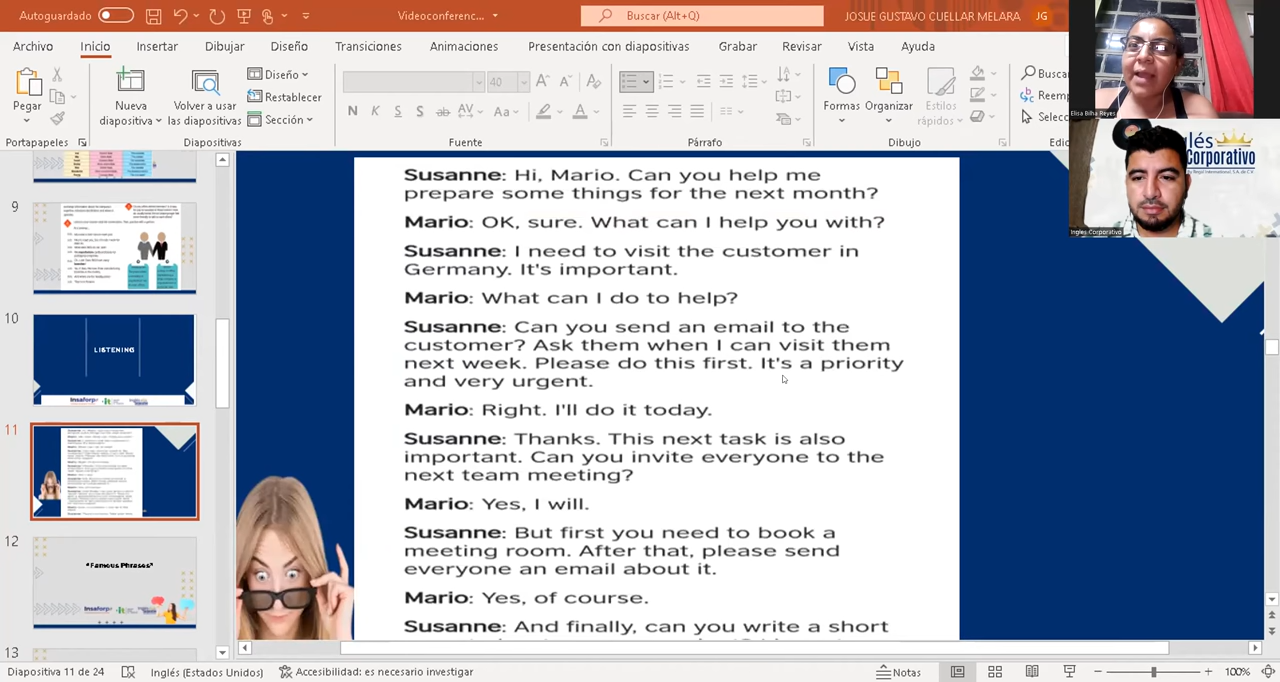 Autoguardado
Videoconferenc...
Buscar (Alt+Q)
JOSUE GUSTAVO CUELLAR MELARA
JG
Archivo
Inicio
Insertar
Dibujar
Diseño
Transiciones
Animaciones
Presentación con diapositivas
Grabar
Revisar
Vista
Ayuda
Pegar
Portapapeles
Nueva
diapositiva
Volver a usar
las diapositivas
Diseño
Restablecer
Sección
Diapositivas
40
N K S S ab AV Aa A
Fuente
Párrafo
Formas
Organizar
Estilos
rápidos
Dibujo
Elisa Bilha Reyes
Inglés Corporativo
9
10
LISTENING
11
12
"Famous Phrases"
13
Susanne: Hi, Mario. Can you help me
prepare some things for the next month?
Mario: Oh, sure. What can I help you with?
Susanne: I need to visit the customer in
Germany. It's important.
Mario: What can I do to help?
Susanne: Can you send an email to the
customer? Ask them when I can visit them
next week. Please do this first. It's a priority
and very urgent.
Mario: Right. I'll do it today.
Susanne: Thanks. This next task is also
important. Can you invite everyone to the
next team meeting?
Mario: Yes, I will.
Susanne: But first you need to book a
meeting room. After that, please send
everyone an email about it.
Mario: Yes, of course.
Susanne: And finally, can you write a short
Diapositiva 11 de 24
Inglés (Estados Unidos)
Accesibilidad: es necesario investigar
Notas
100%